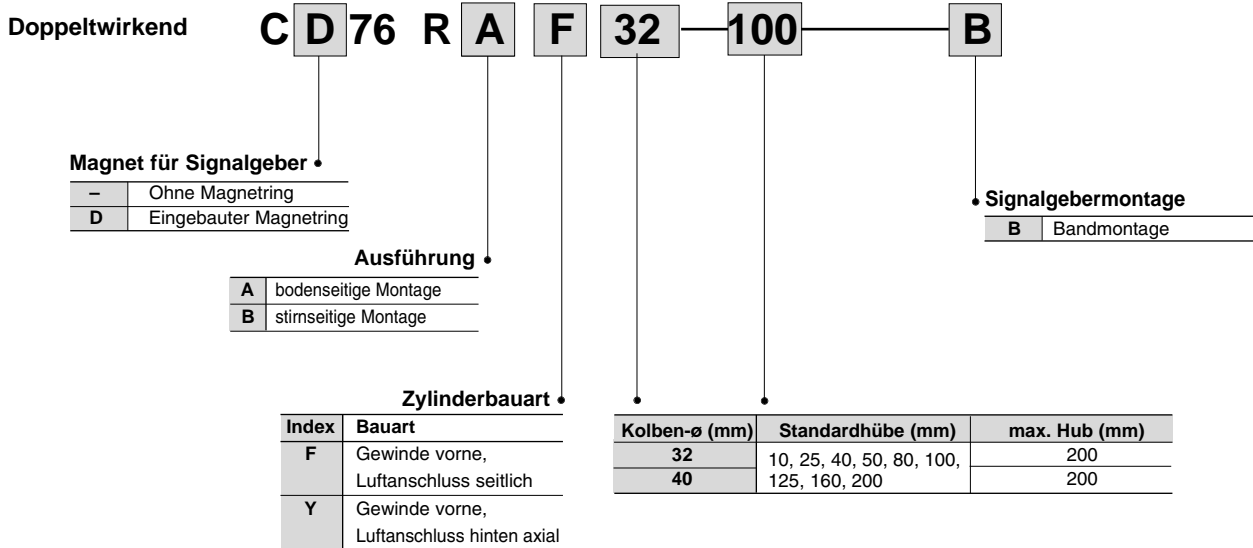 Doppeltwirkend
C D 76 R A F 32 — 100 — B
Magnet für Signalgeber
– Ohne Magnetring
D Eingebauter Magnetring
Signalgebermontage
B Bandmontage
Ausführung
A bodenseitige Montage
B stirnseitige Montage
Zylinderbauart
Index Bauart
F Gewinde vorne,
Luftanschluss seitlich
Y Gewinde vorne,
Luftanschluss hinten axial
Kolben-ø (mm) Standardhübe (mm) max. Hub (mm)
32 10, 25, 40, 50, 80, 100, 200
40 125, 160, 200 200